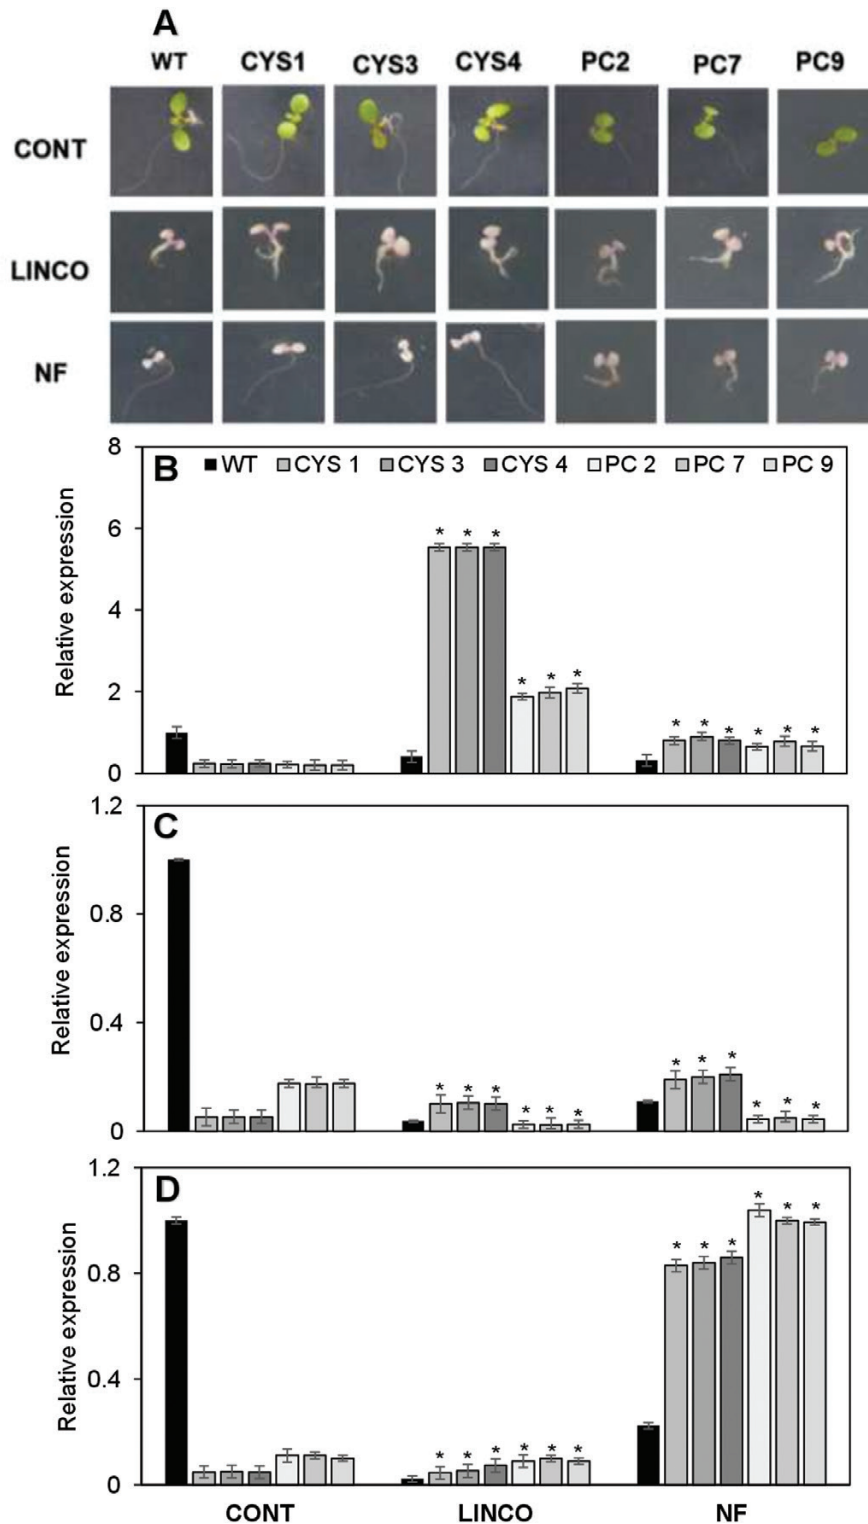 A
WT CYS1 CYS3 CYS4 PC2 PC7 PC9
CONT
LINCO
NF
B
WT CYS 1 CYS 3 CYS 4 PC 2 PC 7 PC 9
8
6
4
2
0
Relative expression
* * * * * * * * * * * *
C
1.2
0.8
0.4
0
Relative expression
* * * * * * * * * * * *
D
1.2
0.8
0.4
0
Relative expression
* * * * * * * * * * * *
CONT LINCO NF